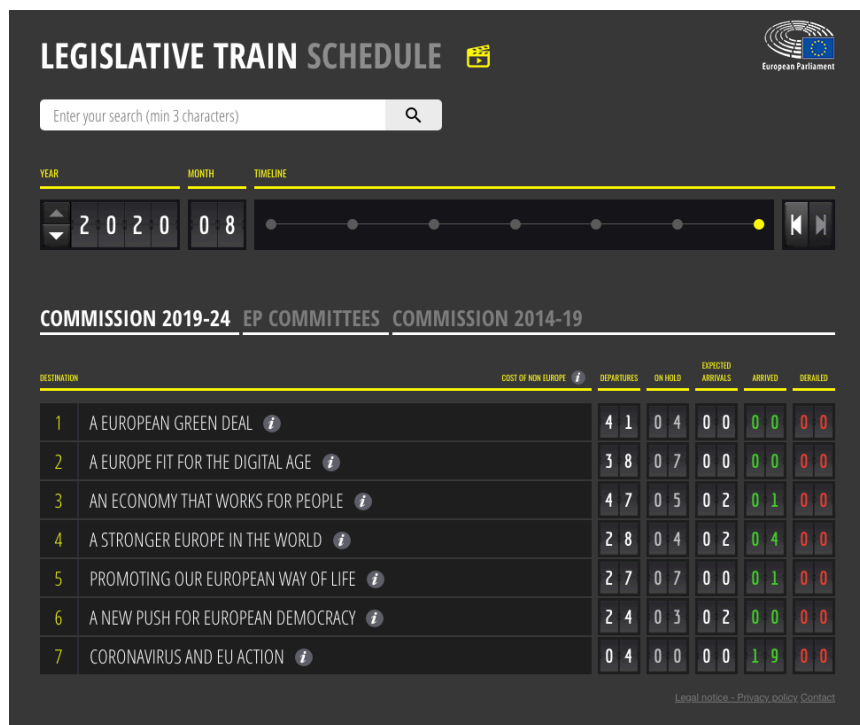 LEGISLATIVE TRAIN SCHEDULE
European Parliament
Enter your search (min 3 characters)
YEAR MONTH TIMELINE
2020 08
COMMISSION 2019-24 EP COMMITTEES COMMISSION 2014-19
DESTINATION COST OF NON EUROPE i DEPARTURES ON HOLD EXPECTED ARRIVALS ARRIVED DERAILED
1 A EUROPEAN GREEN DEAL i 41 04 00 00 00
2 A EUROPE FIT FOR THE DIGITAL AGE i 38 07 00 00 00
3 AN ECONOMY THAT WORKS FOR PEOPLE i 47 05 02 01 00
4 A STRONGER EUROPE IN THE WORLD i 28 04 02 04 00
5 PROMOTING OUR EUROPEAN WAY OF LIFE i 27 07 00 01 00
6 A NEW PUSH FOR EUROPEAN DEMOCRACY i 24 03 02 00 00
7 CORONAVIRUS AND EU ACTION i 04 00 00 19 00
Legal notice - Privacy policy Contact